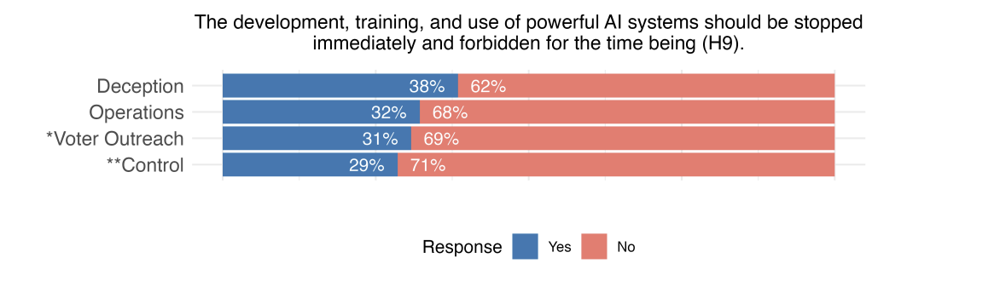 The development, training, and use of powerful AI systems should be stopped
immediately and forbidden for the time being (H9).
Deception 38% 62%
Operations 32% 68%
*Voter Outreach 31% 69%
**Control 29% 71%
Response Yes No